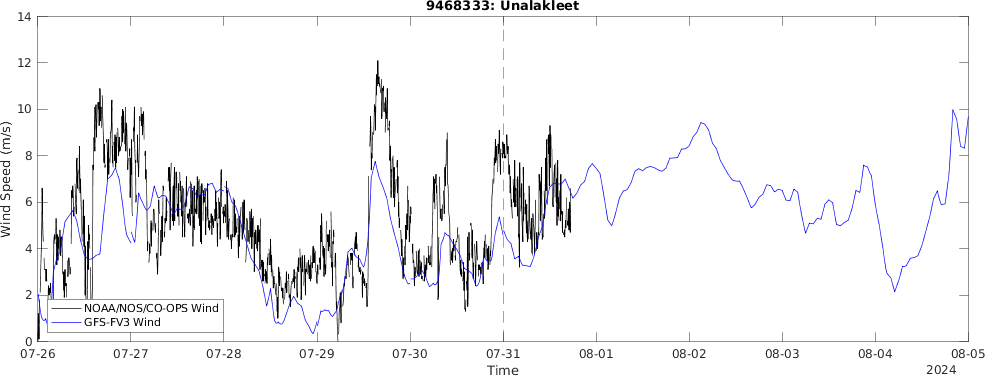 9468333: Unalakleet
14
12
10
8
6
4
2
0
Wind Speed (m/s)
NOAA/NOS/CO-OPS Wind
GFS-FV3 Wind
07-26 07-27 07-28 07-29 07-30 07-31 08-01 08-02 08-03 08-04 08-05
Time
2024